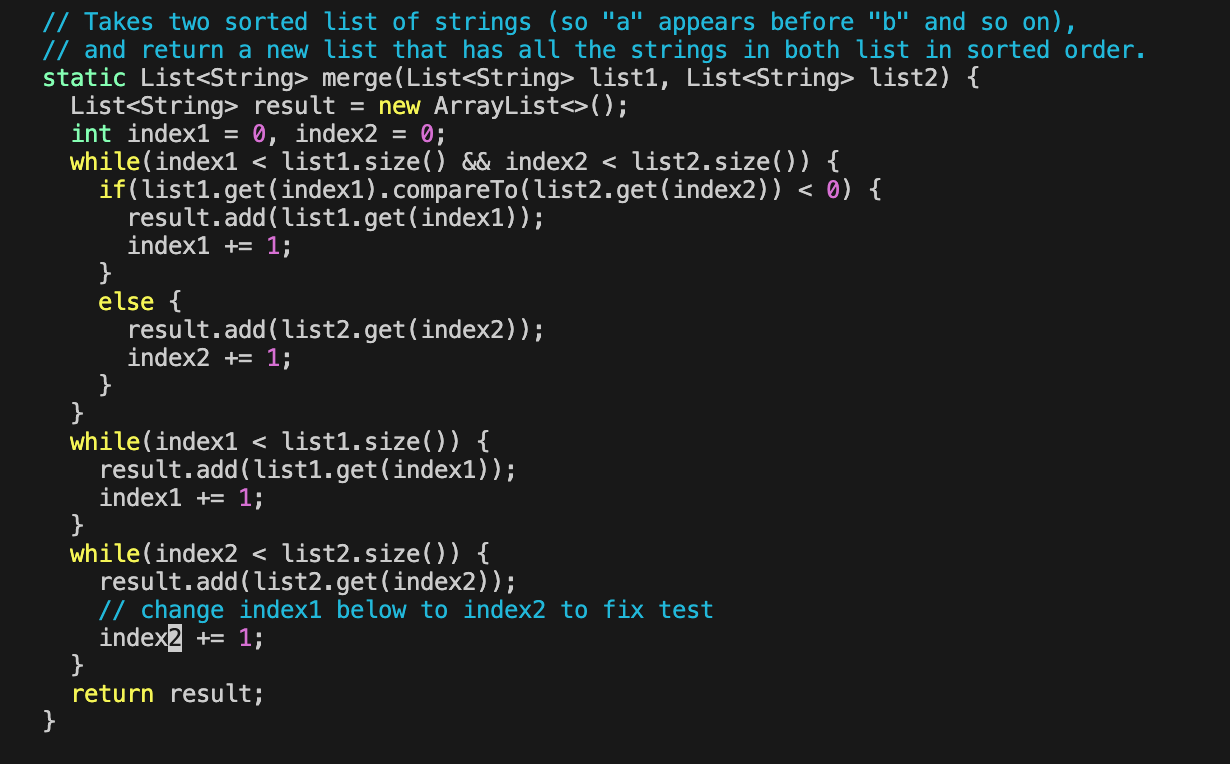 // Takes two sorted list of strings (so "a" appears before "b" and so on),
// and return a new list that has all the strings in both list in sorted order.
static List<String> merge(List<String> list1, List<String> list2) {
  List<String> result = new ArrayList<>();
  int index1 = 0, index2 = 0;
  while(index1 < list1.size() && index2 < list2.size()) {
    if(list1.get(index1).compareTo(list2.get(index2)) < 0) {
      result.add(list1.get(index1));
      index1 += 1;
    }
    else {
      result.add(list2.get(index2));
      index2 += 1;
    }
  }
  while(index1 < list1.size()) {
    result.add(list1.get(index1));
    index1 += 1;
  }
  while(index2 < list2.size()) {
    result.add(list2.get(index2));
    // change index1 below to index2 to fix test
    index2 += 1;
  }
  return result;
}